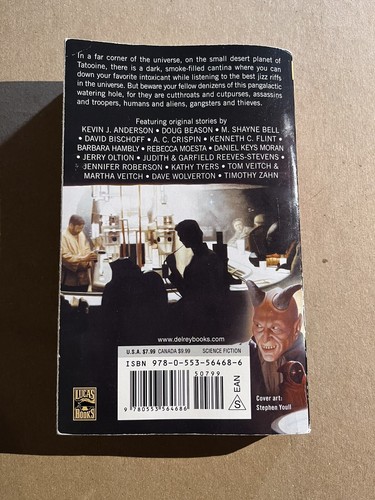 In a far corner of the universe, on the small desert planet of
Tatooine, there is a dark, smoke-filled cantina where you can
down your favorite intoxicant while listening to the best jazz riffs
in the universe. But beware your fellow denizens of this pangalactic
watering hole, for they are cutthroats and cutpurses, assassins
and troopers, humans and aliens, gangsters and thieves.
Featuring original stories by
KEVIN J. ANDERSON • DOUG BEASON • M. SHAYNE BELL
• DAVID BISCHOFF • A. C. CRISPIN • KENNETH C. FLINT •
BARBARA HAMBLY • REBECCA MOESTA • DANIEL KEYS MORAN
• JERRY OLTION • JUDITH & GARFIELD REEVES-STEVENS •
JENNIFER ROBERSON • KATHY TYERS • TOM VEITCH &
MARTHA VEITCH • DAVE WOLVERTON • TIMOTHY ZAHN
www.delreybooks.com
U.S.A. $7.99 CANADA $9.99 SCIENCE FICTION
ISBN 978-0-553-56468-6
50799
9 780553 564686
S
EAN
LUCAS
BOOKS
Cover art:
Stephen Youll